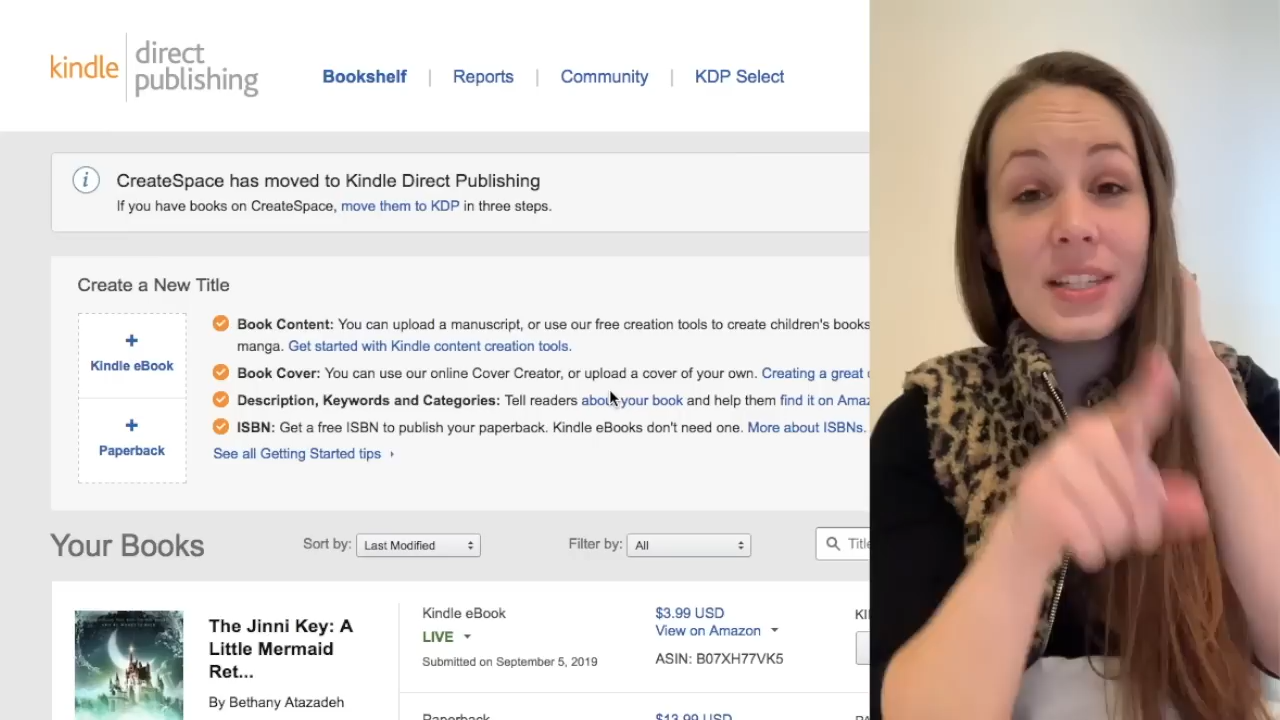 kindle direct publishing
Bookshelf | Reports | Community | KDP Select
CreateSpace has moved to Kindle Direct Publishing
If you have books on CreateSpace, move them to KDP in three steps.
Create a New Title
+
Kindle eBook
+
Paperback
Book Content: You can upload a manuscript, or use our free creation tools to create children's books
manga. Get started with Kindle content creation tools.
Book Cover: You can use our online Cover Creator, or upload a cover of your own. Creating a great
Description, Keywords and Categories: Tell readers about your book and help them find it on Amaz
ISBN: Get a free ISBN to publish your paperback. Kindle eBooks don't need one. More about ISBNs.
See all Getting Started tips
Your Books
Sort by: Last Modified
Filter by: All
Title
The Jinni Key: A
Little Mermaid
Ret...
By Bethany Atazadeh
Kindle eBook
LIVE
Submitted on September 5, 2019
$3.99 USD
View on Amazon
ASIN: B07XH77VK5
KI
Paperback
$13.99 USD